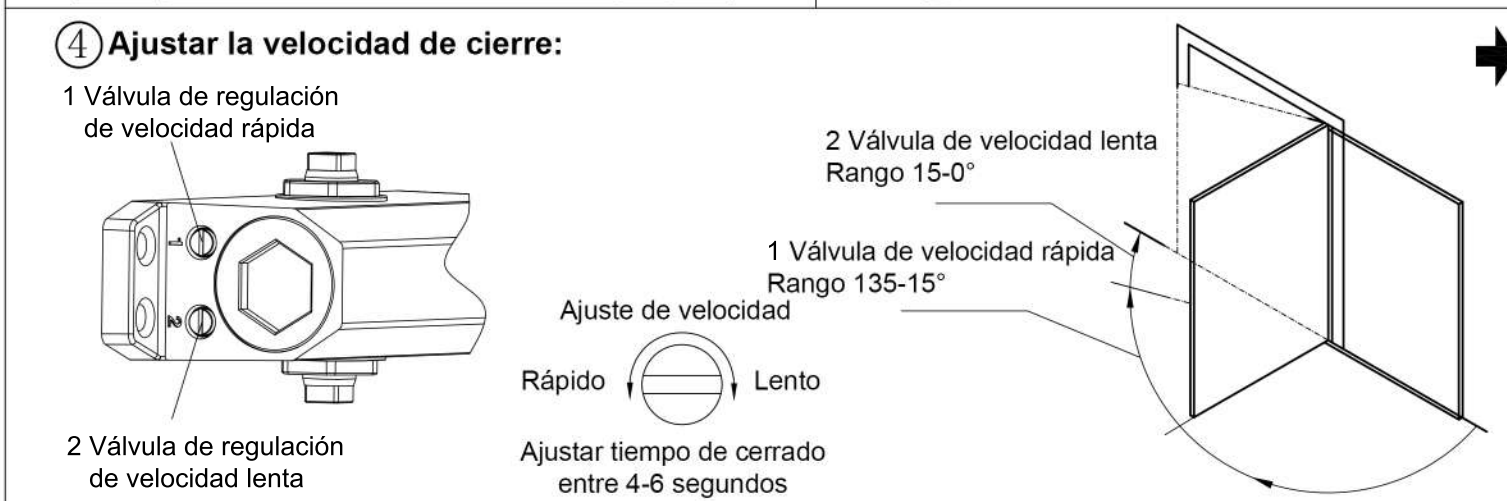 ④ Ajustar la velocidad de cierre:
1 Válvula de regulación
de velocidad rápida
1
2
2 Válvula de regulación
de velocidad lenta
Ajuste de velocidad
Rápido
Lento
Ajustar tiempo de cerrado
entre 4-6 segundos
2 Válvula de velocidad lenta
Rango 15-0°
1 Válvula de velocidad rápida
Rango 135-15°